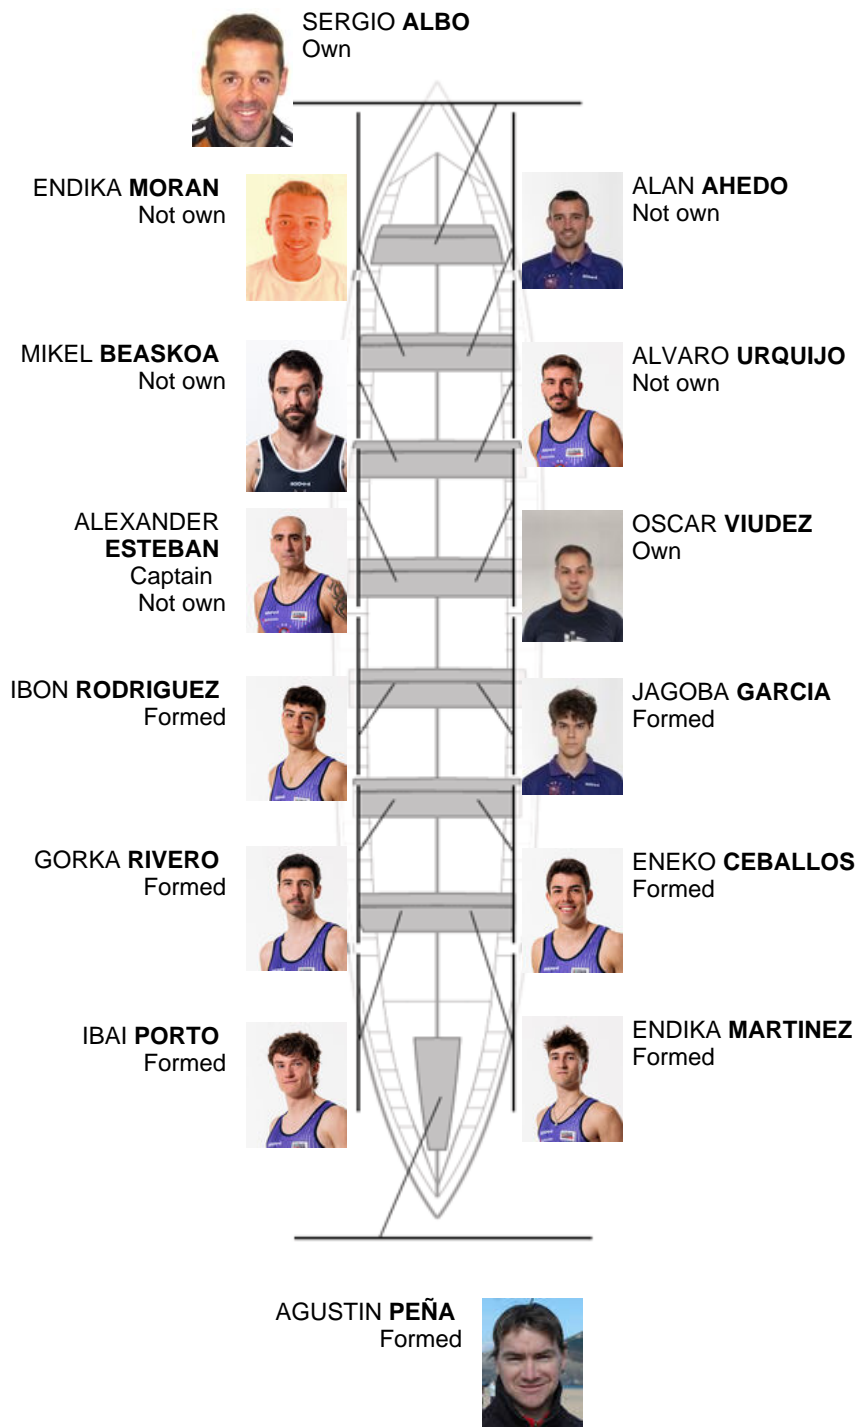 SERGIO ALBO
Own
ENDIKA MORAN
Not own
ALAN AHEDO
Not own
MIKEL BEASKOA
Not own
ALVARO URQUIJO
Not own
ALEXANDER
ESTEBAN
Captain
Not own
OSCAR VIUDEZ
Own
IBON RODRIGUEZ
Formed
JAGOBA GARCIA
Formed
GORKA RIVERO
Formed
ENEKO CEBALLOS
Formed
IBAI PORTO
Formed
ENDIKA MARTINEZ
Formed
AGUSTIN PEÑA
Formed